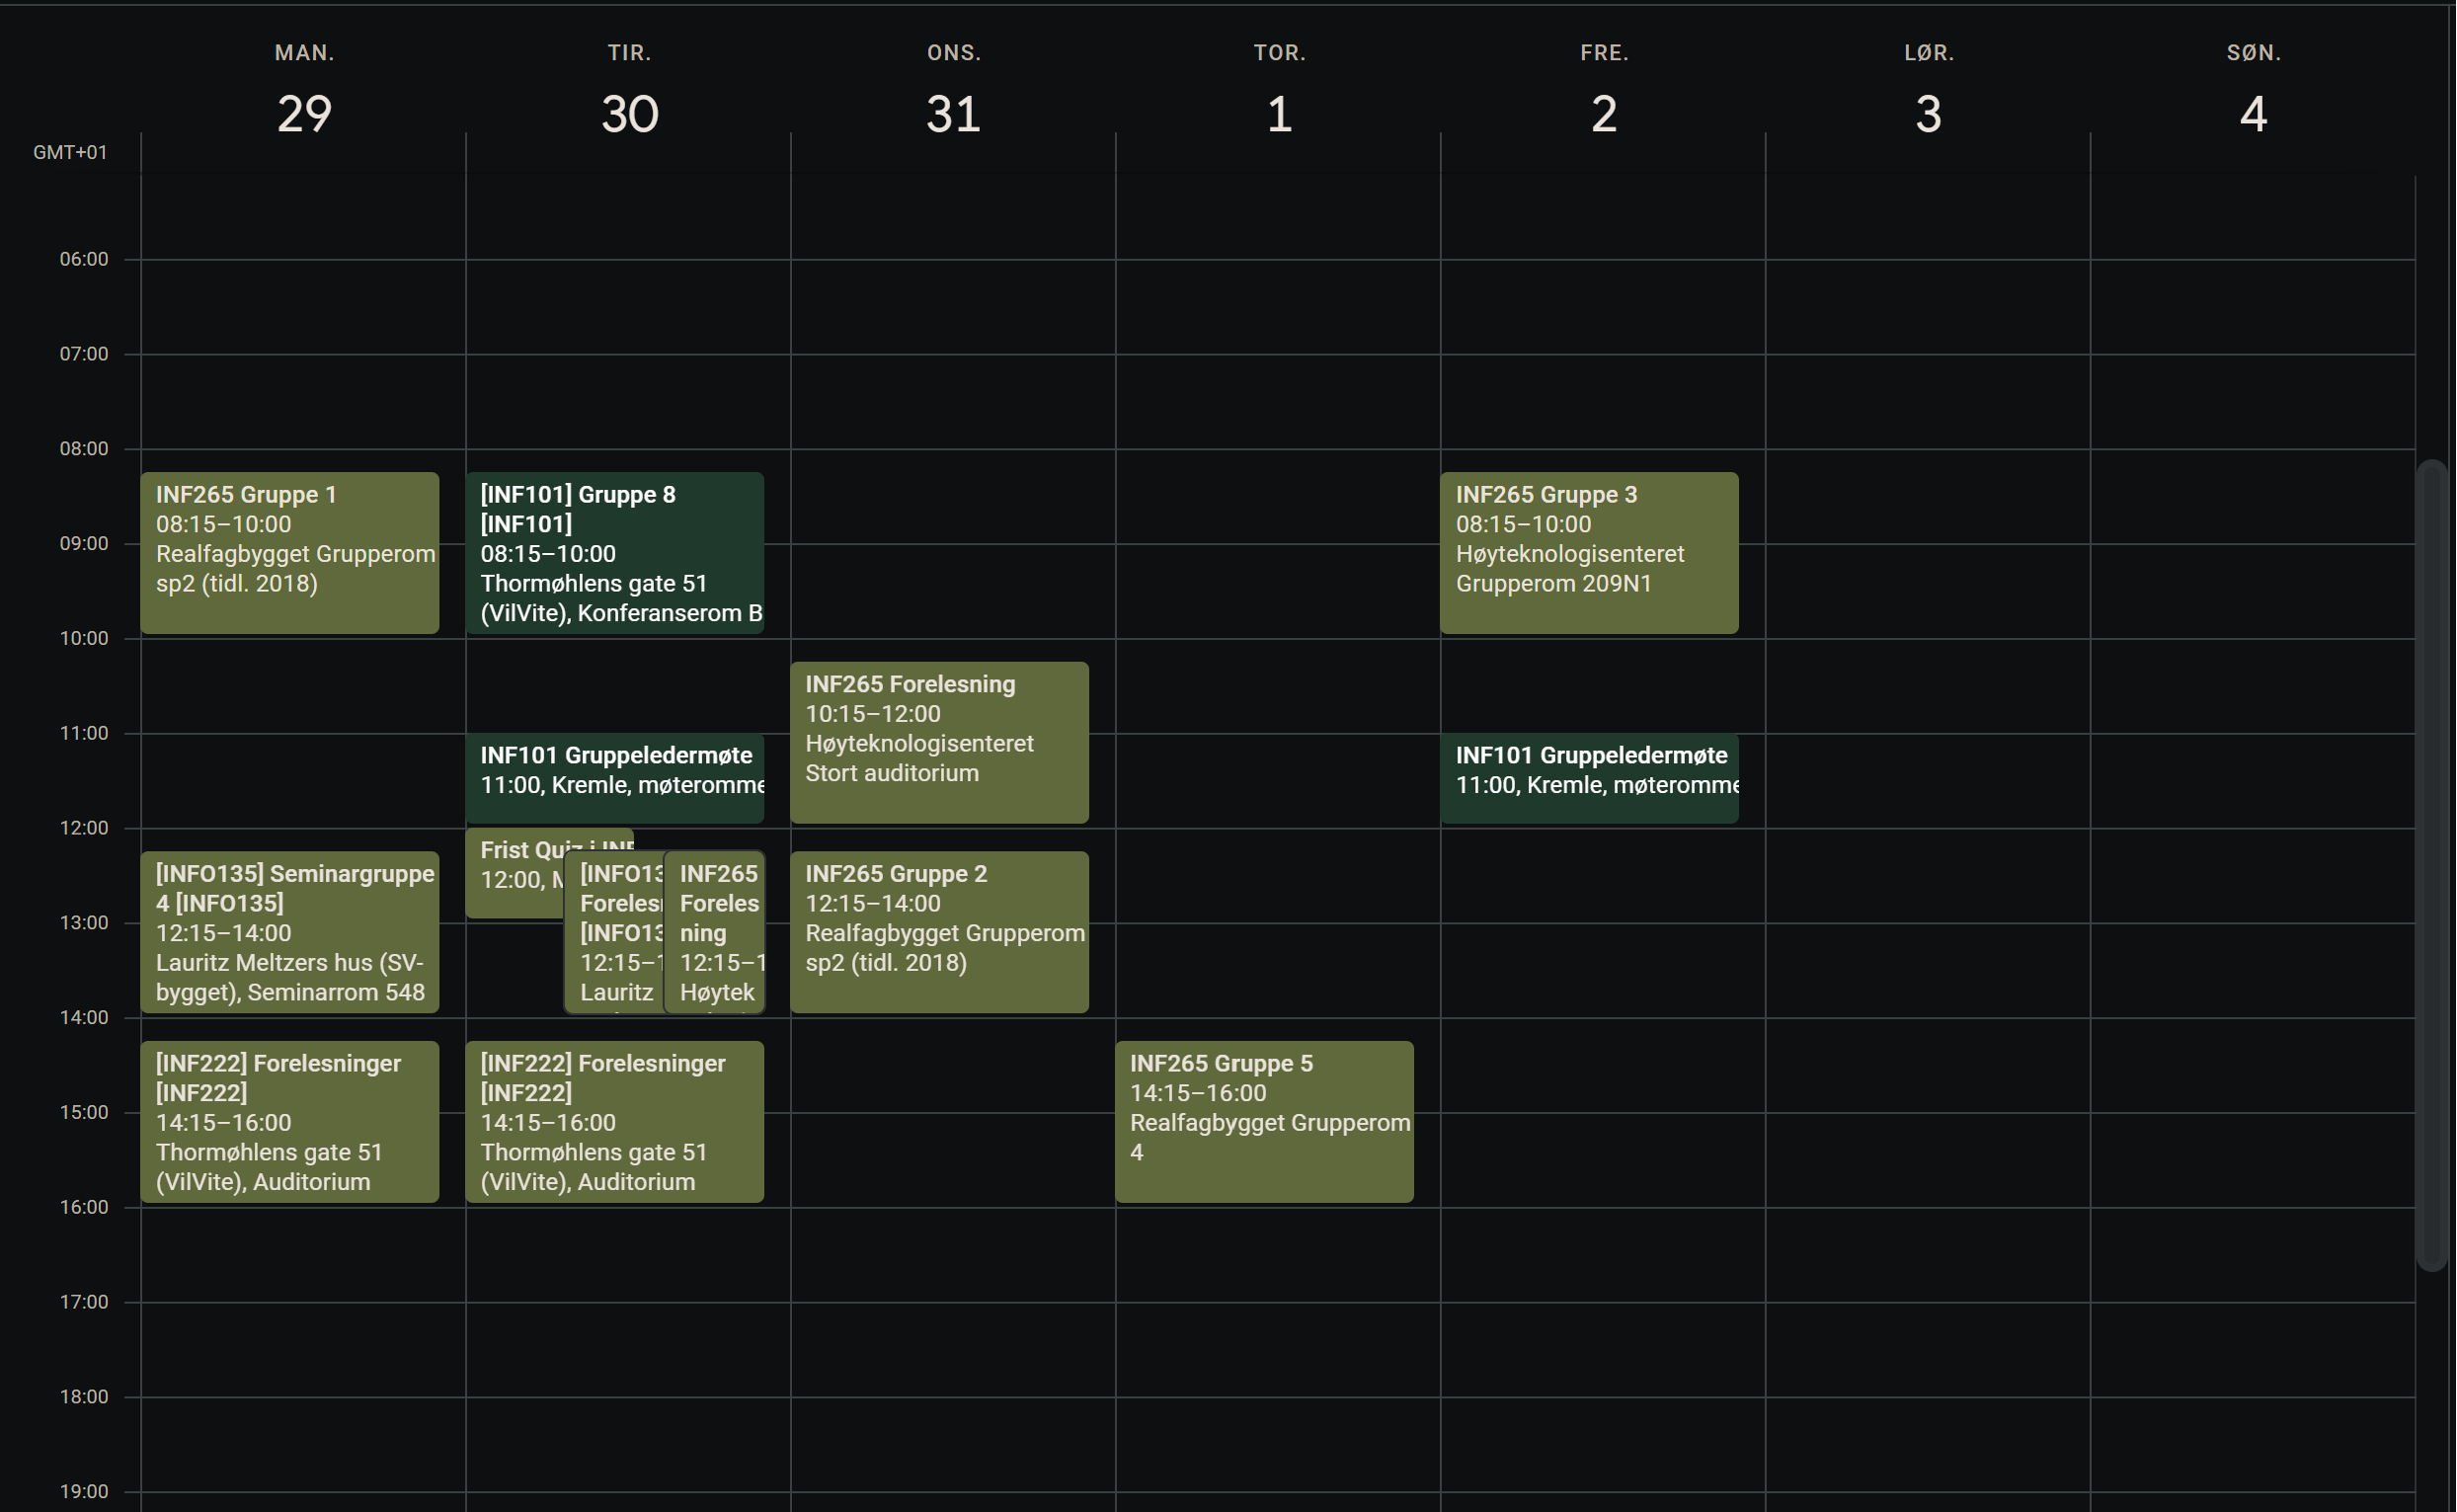 MAN.
29
TIR.
30
ONS.
31
TOR.
1
FRE.
2
LØR.
3
SØN.
4
GMT+01
06:00
07:00
08:00
09:00
10:00
11:00
12:00
13:00
14:00
15:00
16:00
17:00
18:00
19:00
INF265 Gruppe 1
08:15–10:00
Realfagbygget Grupperom
sp2 (tidl. 2018)
[INFO135] Seminargruppe
4 [INFO135]
12:15–14:00
Lauritz Meltzers hus (SV-
bygget), Seminarrom 548
[INF222] Forelesninger
[INF222]
14:15–16:00
Thormøhlens gate 51
(VilVite), Auditorium
[INF101] Gruppe 8
[INF101]
08:15–10:00
Thormøhlens gate 51
(VilVite), Konferanserom B
INF101 Gruppeledermøte
11:00, Kremle, møteromme
Frist Quiz i INF
12:00, M
[INFO13
Forelesn
[INFO13
12:15–1
Lauritz
INF265
Foreles
ning
12:15–1
Høytek
[INF222] Forelesninger
[INF222]
14:15–16:00
Thormøhlens gate 51
(VilVite), Auditorium
INF265 Forelesning
10:15–12:00
Høyteknologisenteret
Stort auditorium
INF265 Gruppe 2
12:15–14:00
Realfagbygget Grupperom
sp2 (tidl. 2018)
INF265 Gruppe 5
14:15–16:00
Realfagbygget Grupperom
4
INF265 Gruppe 3
08:15–10:00
Høyteknologisenteret
Grupperom 209N1
INF101 Gruppeledermøte
11:00, Kremle, møteromme